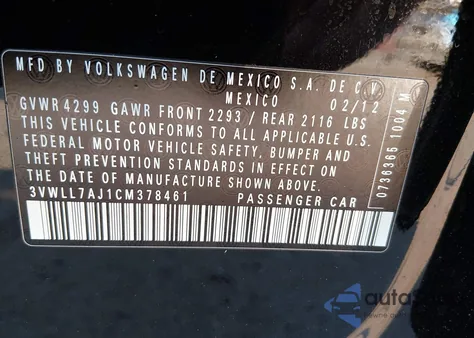 MFD BY VOLKSWAGEN DE MEXICO S.A. DE C.V.
MEXICO 02/12
GVWR 4299 GAWR FRONT 2293 / REAR 2116 LBS
THIS VEHICLE CONFORMS TO ALL APPLICABLE U.S.
FEDERAL MOTOR VEHICLE SAFETY, BUMPER AND
THEFT PREVENTION STANDARDS IN EFFECT ON
THE DATE OF MANUFACTURE SHOWN ABOVE
3VWLL7AJ1CM378461 PASSENGER CAR
0736366 1004 M